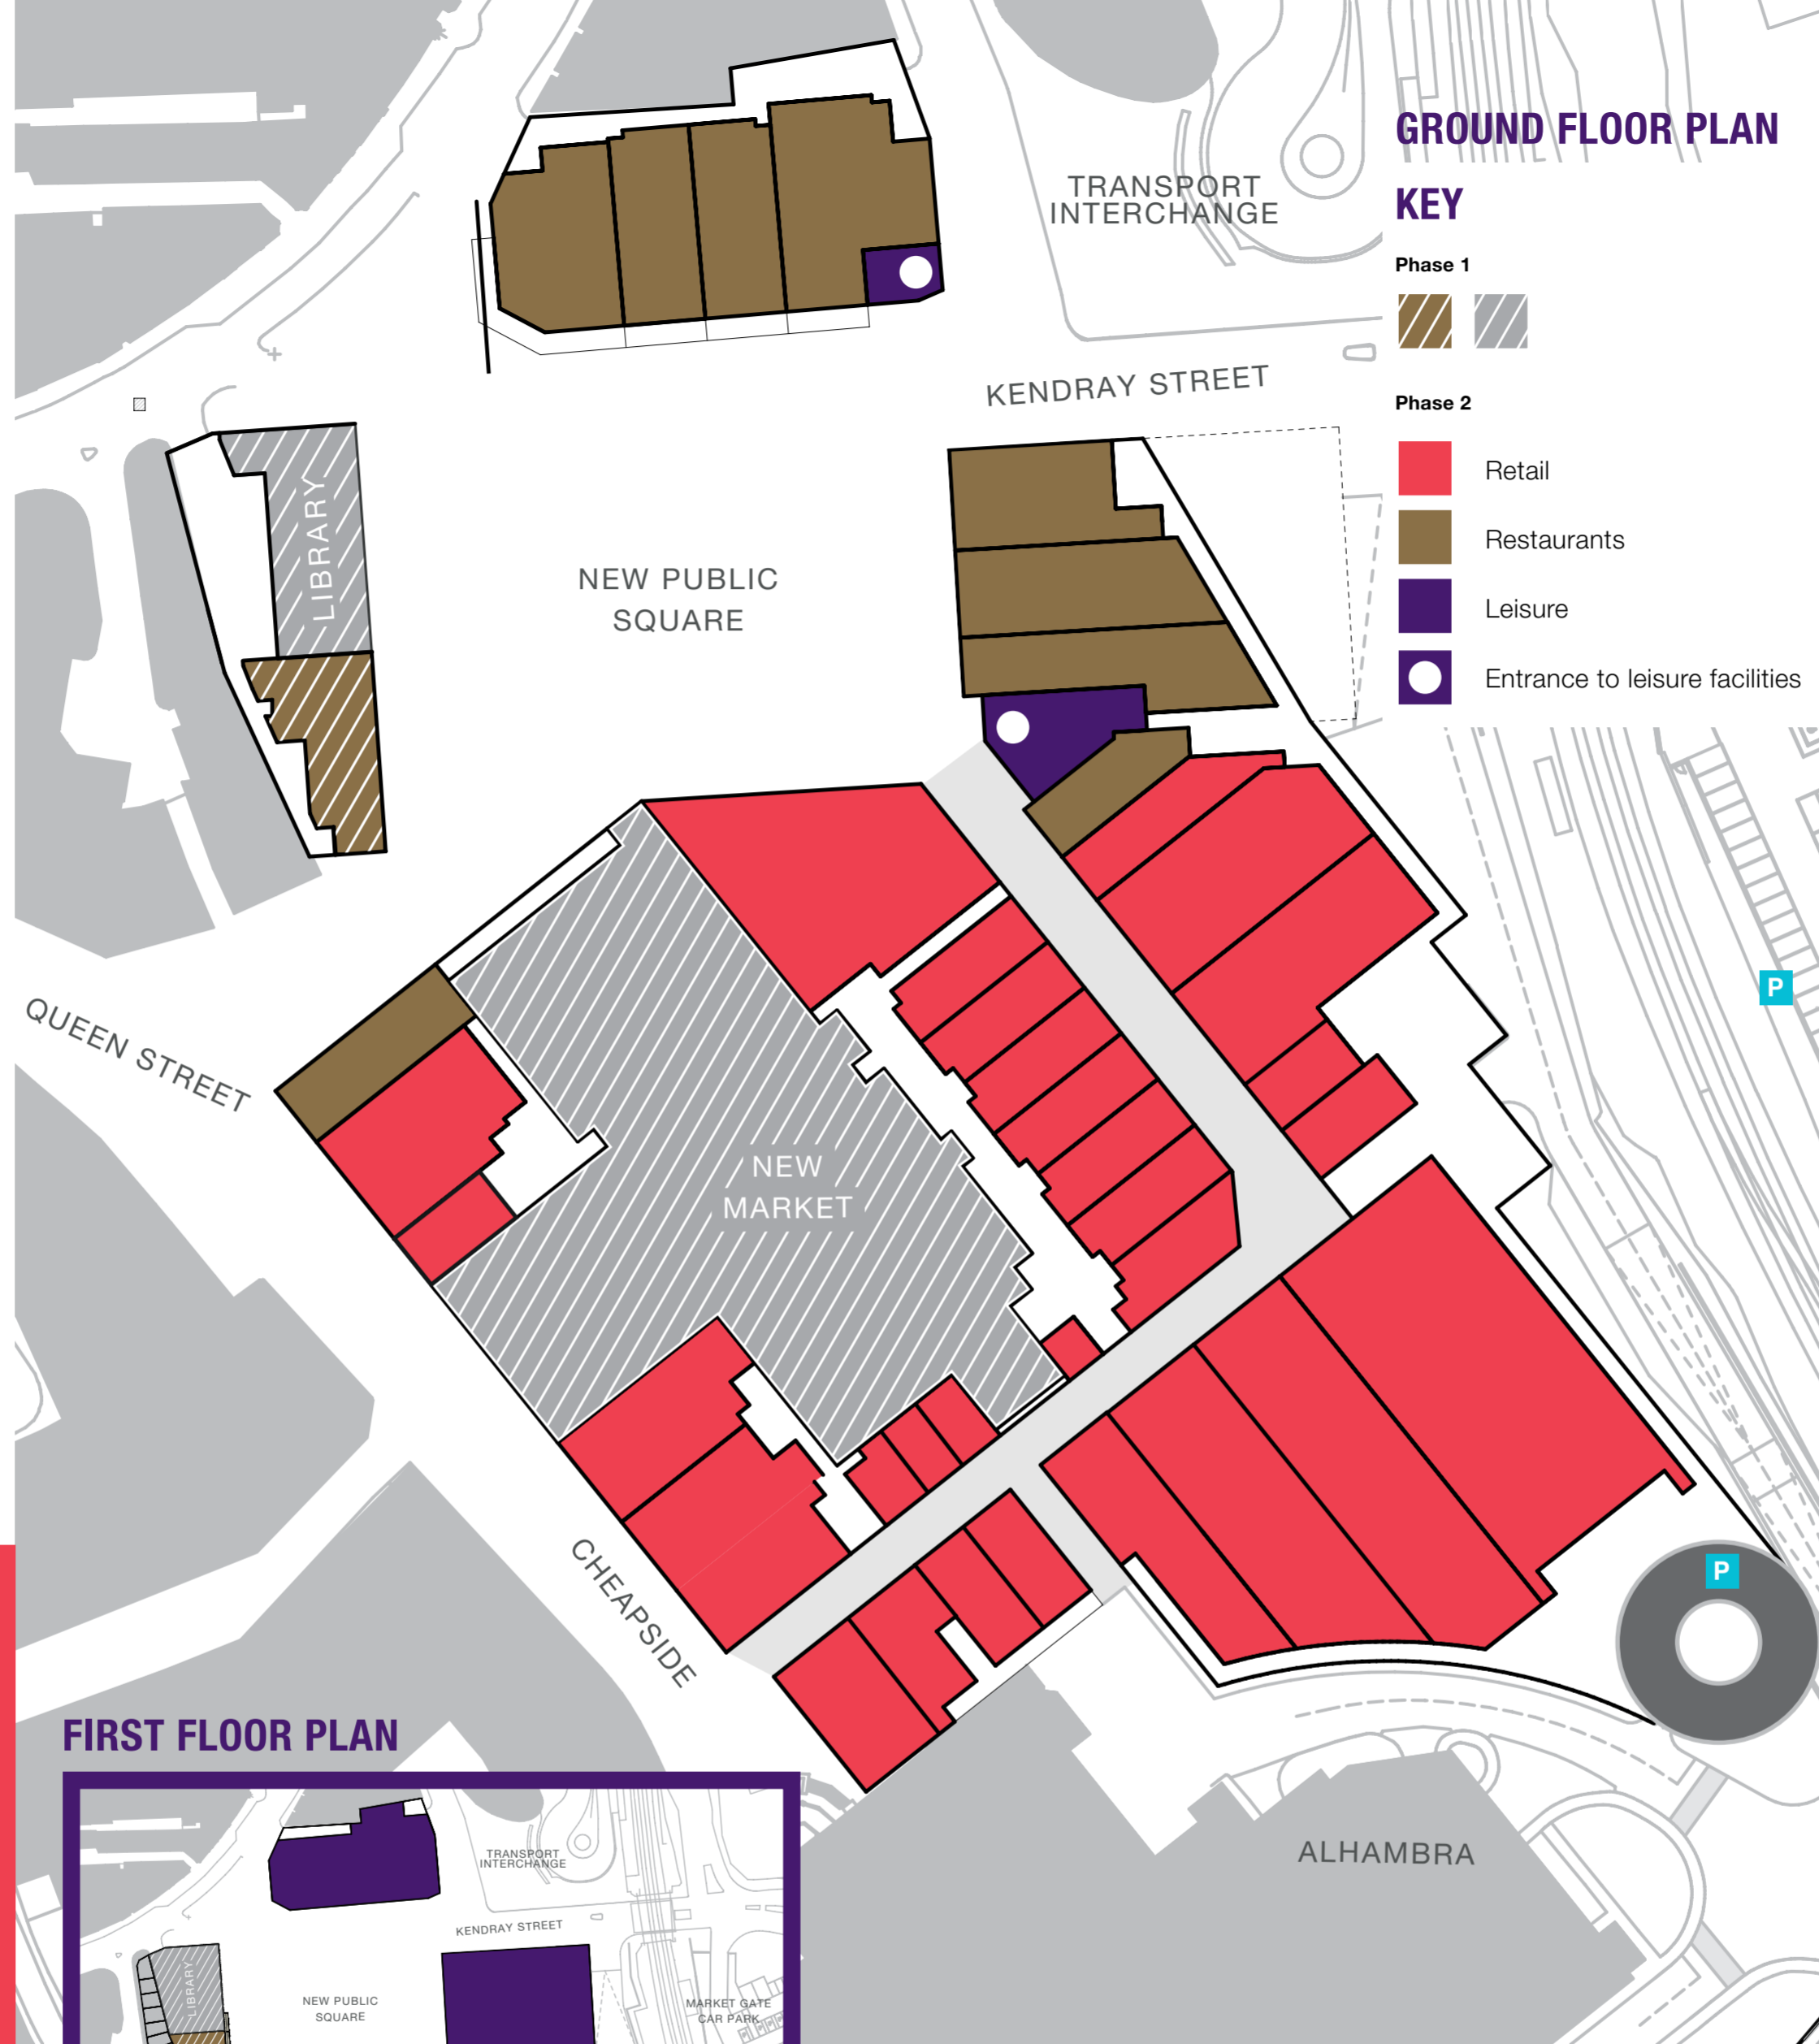 GROUND FLOOR PLAN
KEY
Phase 1
Phase 2
Retail
Restaurants
Leisure
Entrance to leisure facilities
TRANSPORT
INTERCHANGE
KENDRAY STREET
LIBRARY
NEW PUBLIC
SQUARE
P
QUEEN STREET
NEW
MARKET
CHEAPSIDE
P
ALHAMBRA
FIRST FLOOR PLAN
TRANSPORT
INTERCHANGE
KENDRAY STREET
LIBRARY
NEW PUBLIC
SQUARE
MARKET GATE
CAR PARK